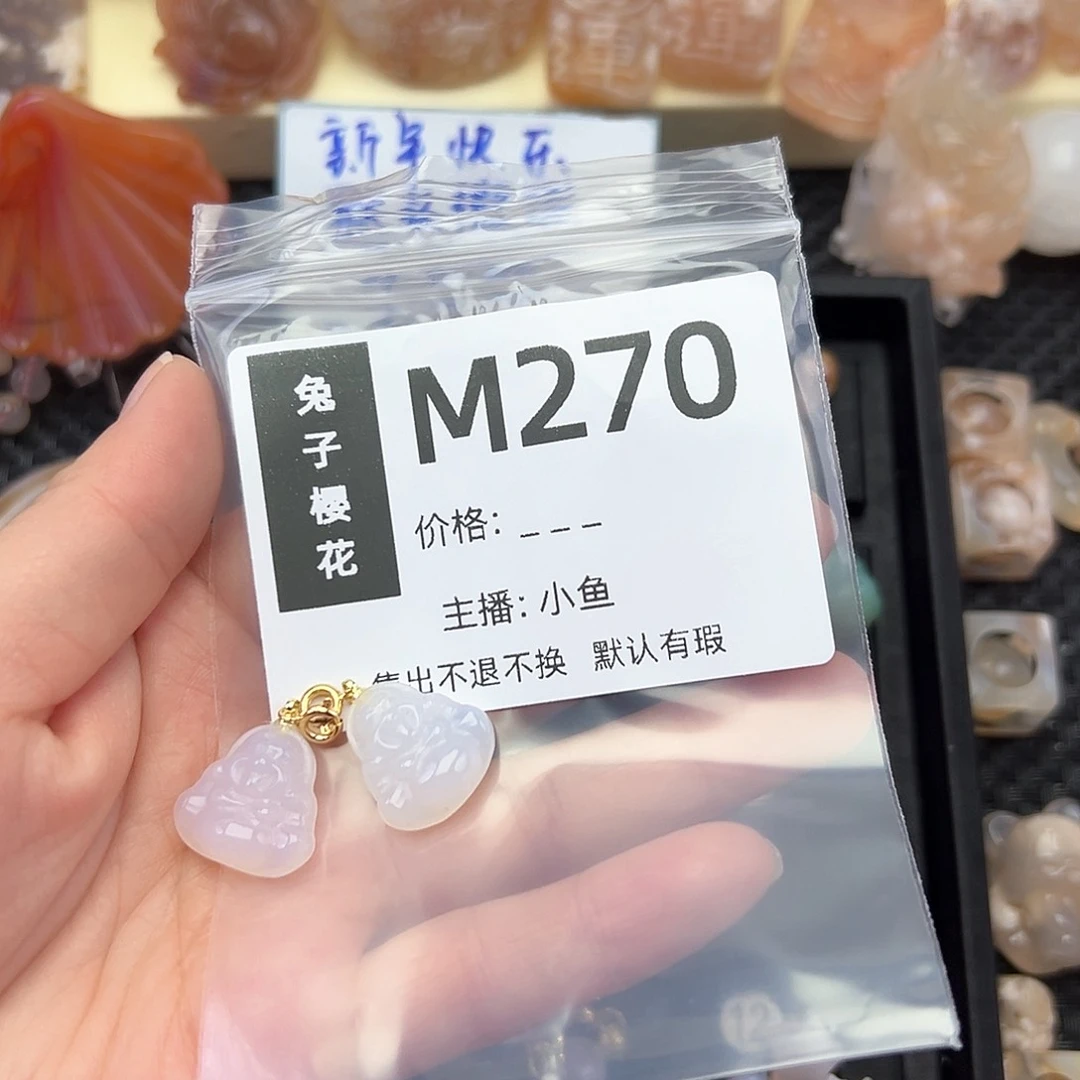 新年快乐
兔子樱花
M270
价格: _ _ _
主播: 小鱼
售出不退不换 默认有瑕
12